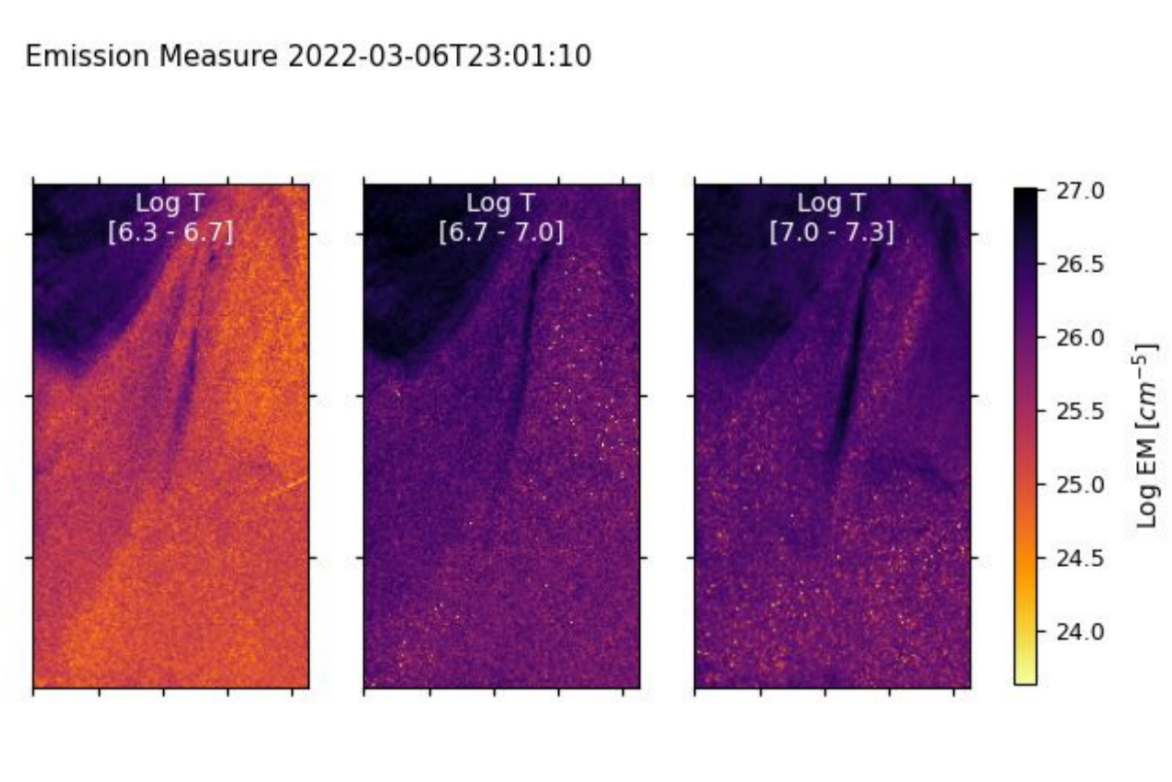 Emission Measure 2022-03-06T23:01:10
Log T
[6.3 - 6.7]
Log T
[6.7 - 7.0]
Log T
[7.0 - 7.3]
27.0
26.5
26.0
25.5
25.0
24.5
24.0
Log EM [cm⁻⁵]